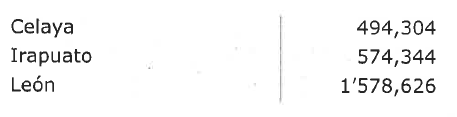 Celaya 494,304
Irapuato 574,344
León 1'578,626